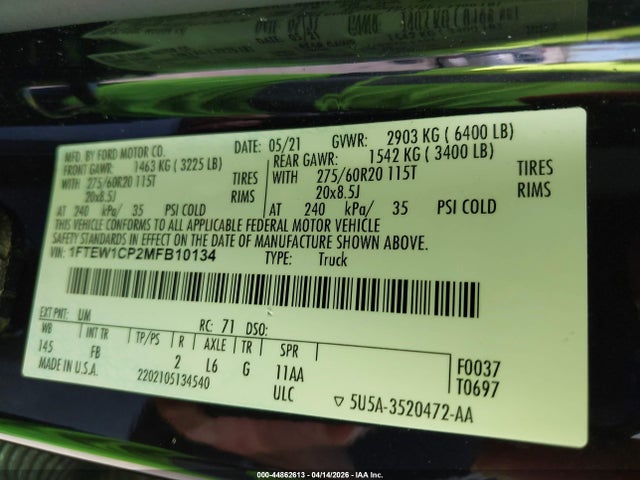 MFD. BY FORD MOTOR CO. DATE: 05/21 GVWR: 2903 KG ( 6400 LB)
FRONT GAWR: 1463 KG ( 3225 LB) REAR GAWR: 1542 KG ( 3400 LB)
WITH 275/60R20 115T TIRES WITH 275/60R20 115T TIRES
20x8.5J RIMS 20x8.5J RIMS
AT 240 kPa/ 35 PSI COLD AT 240 kPa/ 35 PSI COLD
THIS VEHICLE CONFORMS TO ALL APPLICABLE FEDERAL MOTOR VEHICLE
SAFETY STANDARDS IN EFFECT ON THE DATE OF MANUFACTURE SHOWN ABOVE.
VIN: 1FTEW1CP2MFB10134 TYPE: Truck
EXT PNT: UM RC: 71 DSO:
WB INT TR TP/PS R AXLE TR SPR
145 FB 2 L6 G 11AA F0037
MADE IN U.S.A. 2202105134540 ULC ▽ 5U5A-3520472-AA T0697
000-44862613 - 04/14/2026 - IAAI, Inc.